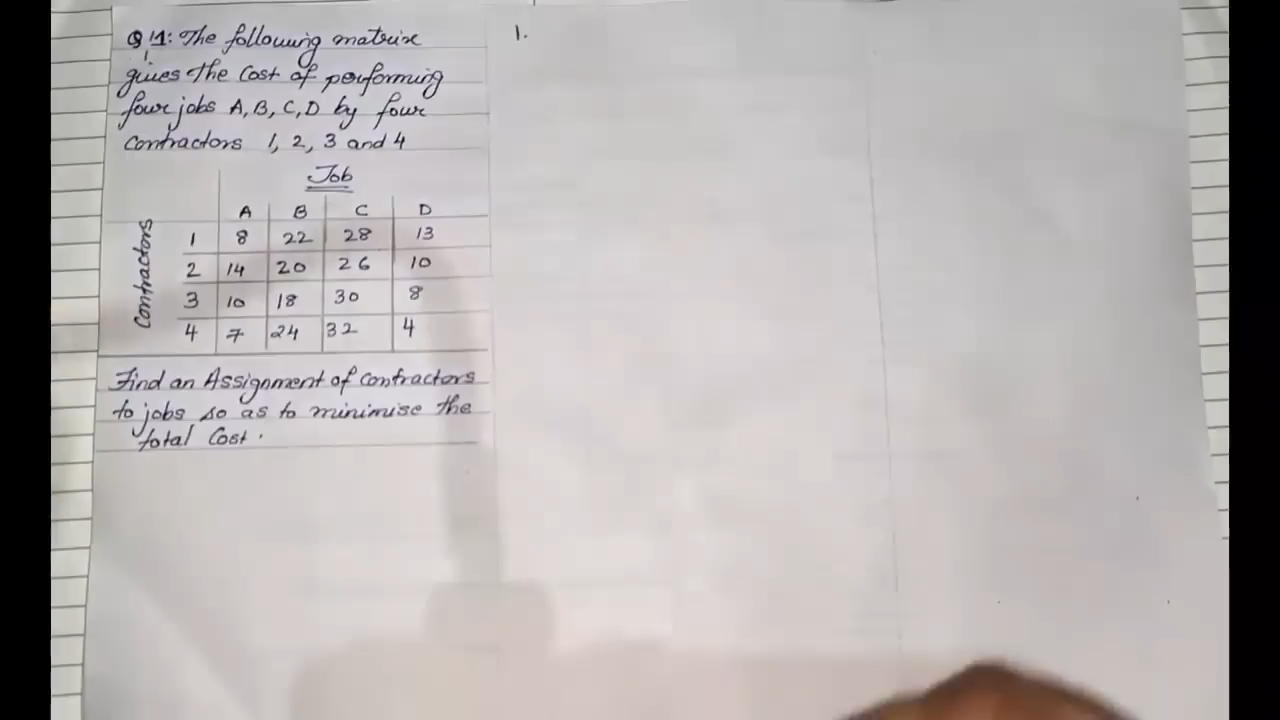 Q 1: The following matrix
gives the Cost of performing
four jobs A, B, C, D by four
Contractors 1, 2, 3 and 4
Job
A B C D
Contractors
1 8 22 28 13
2 14 20 26 10
3 10 18 30 8
4 7 24 32 4
Find an Assignment of contractors
to jobs so as to minimise the
total Cost.
1.